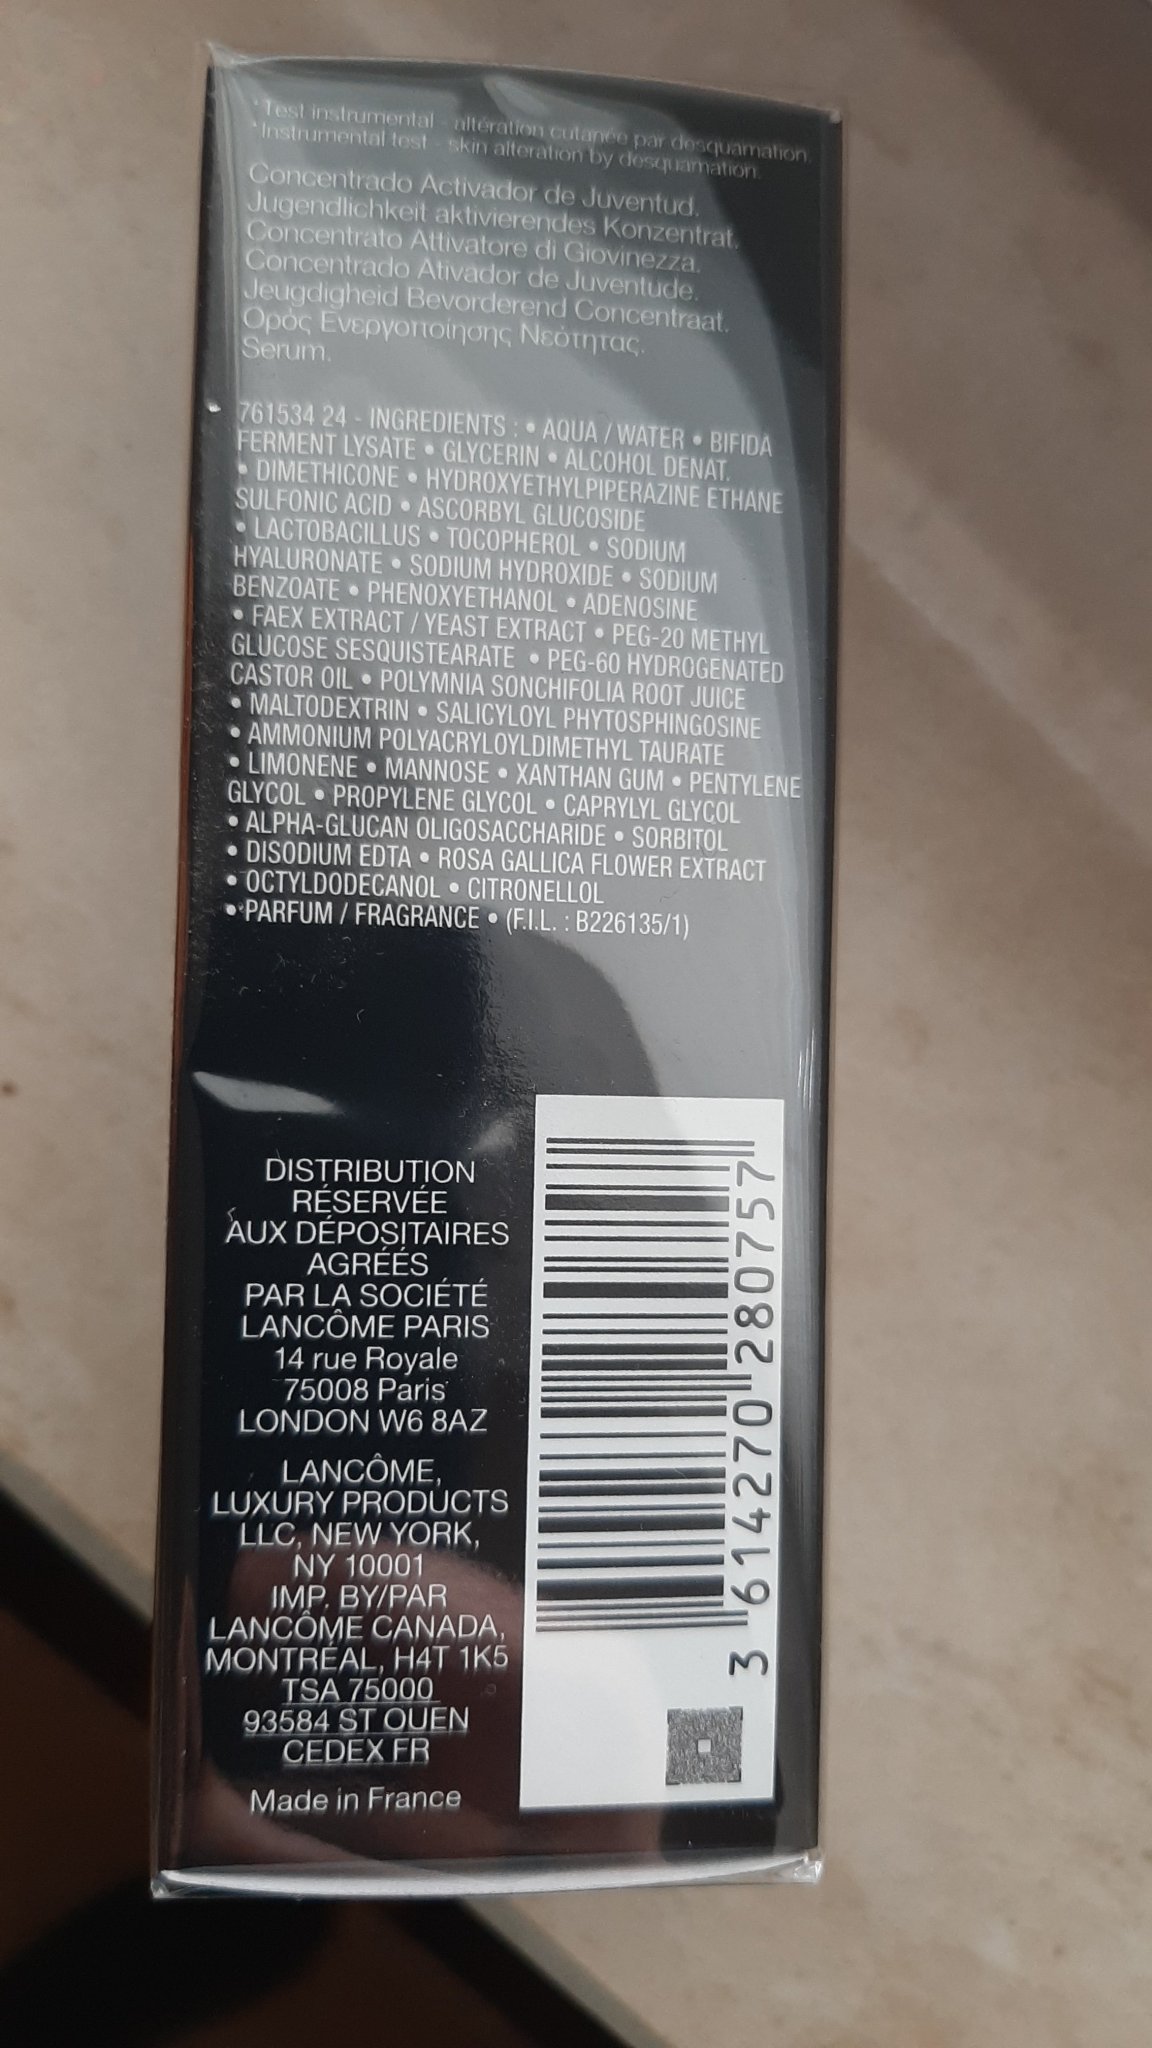 *Test instrumental - altération cutanée par desquamation.
*Instrumental test - skin alteration by desquamation.
Concentrado Activador de Juventud.
Jugendlichkeit aktivierendes Konzentrat.
Concentrato Attivatore di Giovinezza.
Concentrado Ativador de Juventude.
Jeugdigheid Bevorderend Concentraat.
Ορός Ενεργοποίησης Νεότητας.
Serum.
761534 24 - INGREDIENTS : • AQUA / WATER • BIFIDA
FERMENT LYSATE • GLYCERIN • ALCOHOL DENAT.
• DIMETHICONE • HYDROXYETHYLPIPERAZINE ETHANE
SULFONIC ACID • ASCORBYL GLUCOSIDE
• LACTOBACILLUS • TOCOPHEROL • SODIUM
HYALURONATE • SODIUM HYDROXIDE • SODIUM
BENZOATE • PHENOXYETHANOL • ADENOSINE
• FAEX EXTRACT / YEAST EXTRACT • PEG-20 METHYL
GLUCOSE SESQUISTEARATE • PEG-60 HYDROGENATED
CASTOR OIL • POLYMNIA SONCHIFOLIA ROOT JUICE
• MALTODEXTRIN • SALICYLOYL PHYTOSPHINGOSINE
• AMMONIUM POLYACRYLOYLDIMETHYL TAURATE
• LIMONENE • MANNOSE • XANTHAN GUM • PENTYLENE
GLYCOL • PROPYLENE GLYCOL • CAPRYLYL GLYCOL
• ALPHA-GLUCAN OLIGOSACCHARIDE • SORBITOL
• DISODIUM EDTA • ROSA GALLICA FLOWER EXTRACT
• OCTYLDODECANOL • CITRONELLOL
• PARFUM / FRAGRANCE • (F.I.L. : B226135/1)
DISTRIBUTION
RÉSERVÉE
AUX DÉPOSITAIRES
AGRÉÉS
PAR LA SOCIÉTÉ
LANCÔME PARIS
14 rue Royale
75008 Paris
LONDON W6 8AZ
LANCÔME,
LUXURY PRODUCTS
LLC, NEW YORK,
NY 10001
IMP. BY/PAR
LANCÔME CANADA,
MONTRÉAL, H4T 1K5
TSA 75000
93584 ST OUEN
CEDEX FR
Made in France
3 614270 280757